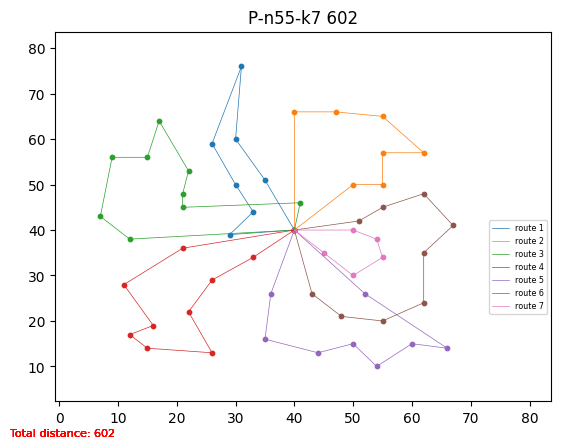 P-n55-k7 602
80
70
60
50
40
30
20
10
0 10 20 30 40 50 60 70 80
route 1
route 2
route 3
route 4
route 5
route 6
route 7
Total distance: 602